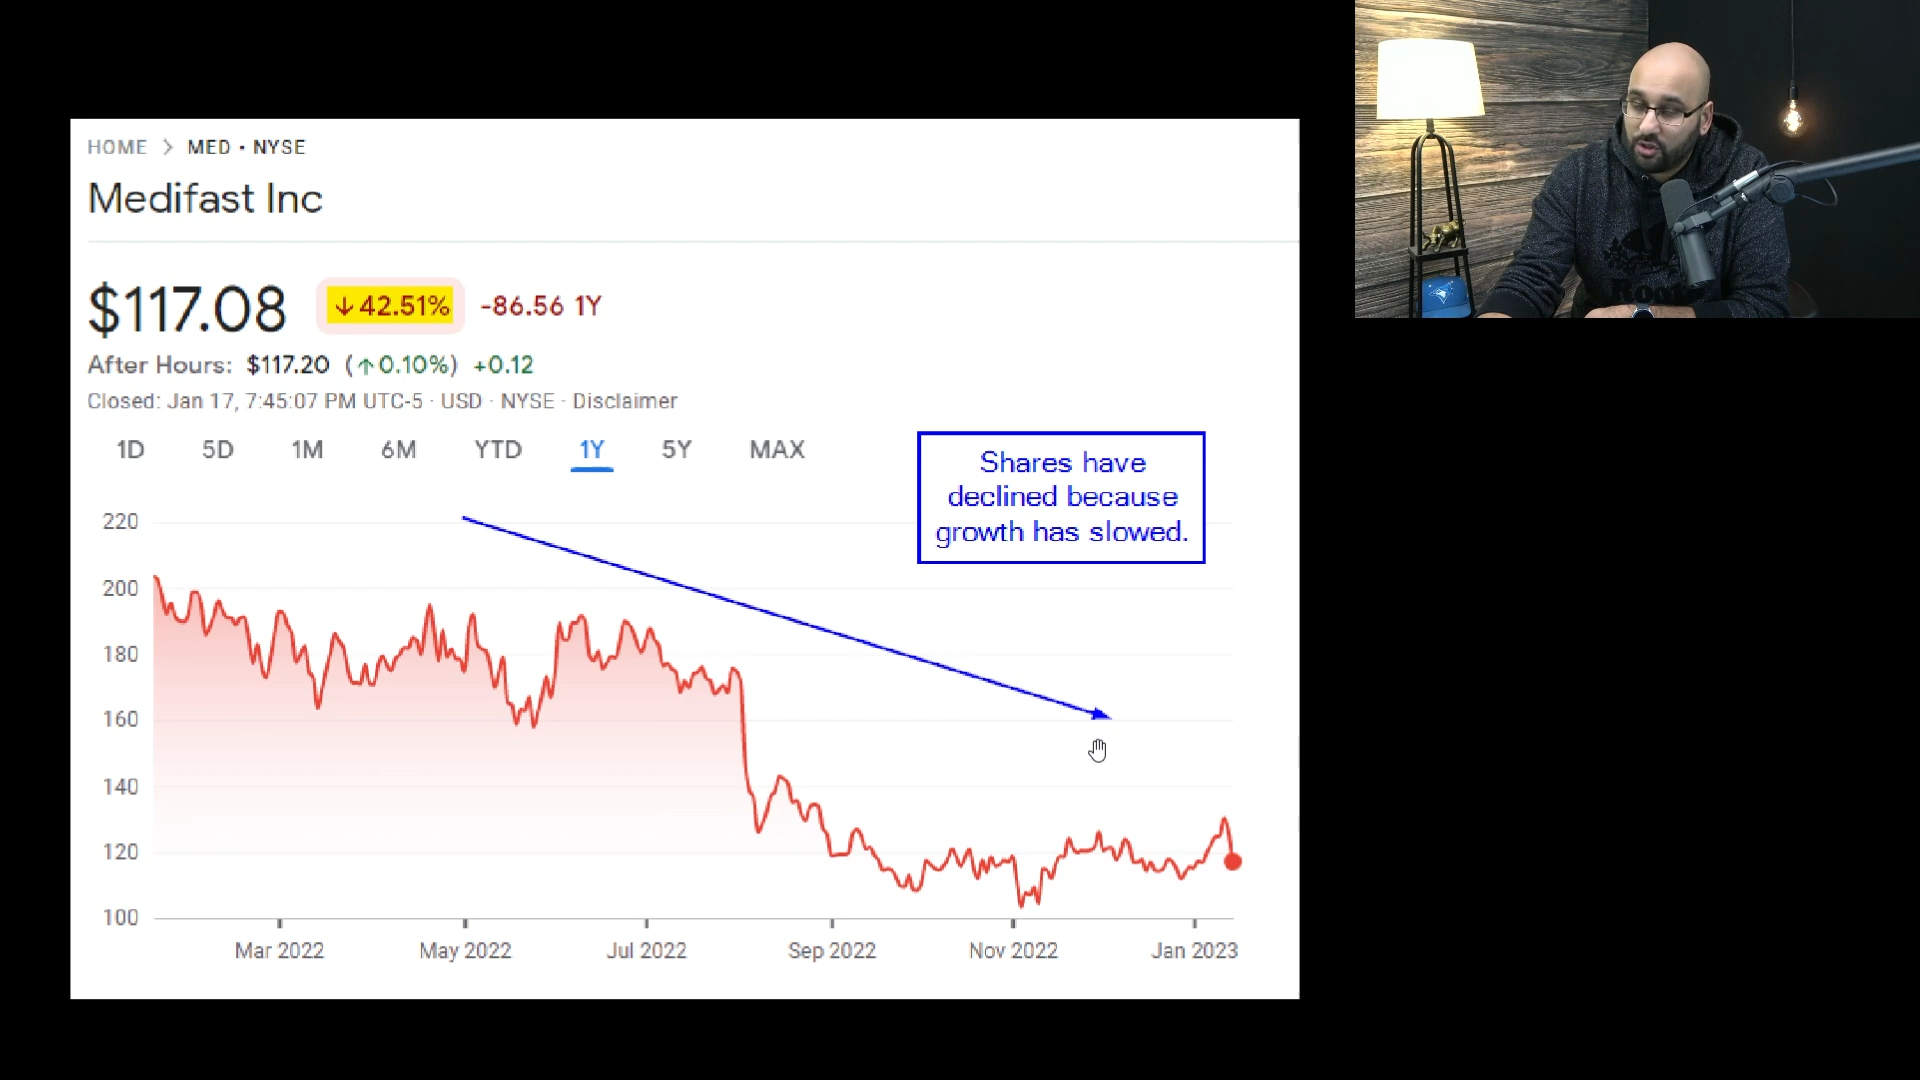 HOME > MED • NYSE
Medifast Inc
$117.08 ↓42.51% -86.56 1Y
After Hours: $117.20 (↑0.10%) +0.12
Closed: Jan 17, 7:45:07 PM UTC-5 · USD · NYSE · Disclaimer
1D 5D 1M 6M YTD 1Y 5Y MAX
Shares have
declined because
growth has slowed.
220
200
180
160
140
120
100
Mar 2022 May 2022 Jul 2022 Sep 2022 Nov 2022 Jan 2023